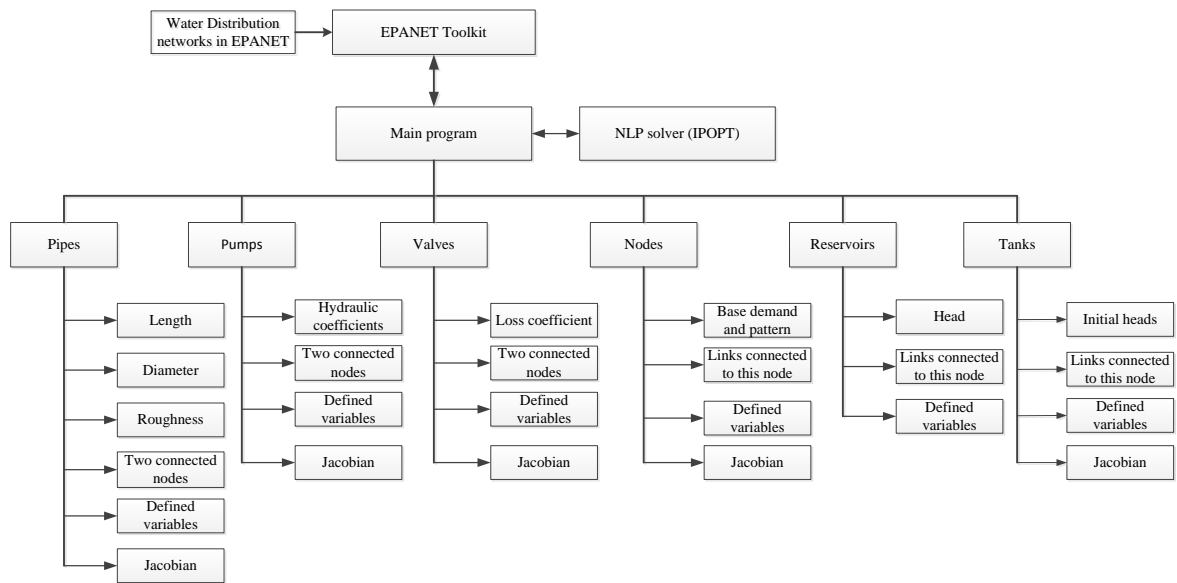 Water Distribution
networks in EPANET
EPANET Toolkit
Main program
NLP solver (IPOPT)
Pipes
Pumps
Valves
Nodes
Reservoirs
Tanks
Length
Diameter
Roughness
Two connected
nodes
Defined
variables
Jacobian
Hydraulic
coefficients
Two connected
nodes
Defined
variables
Jacobian
Loss coefficient
Two connected
nodes
Defined
variables
Jacobian
Base demand
and pattern
Links connected
to this node
Defined
variables
Jacobian
Head
Links connected
to this node
Defined
variables
Initial heads
Links connected
to this node
Defined
variables
Jacobian